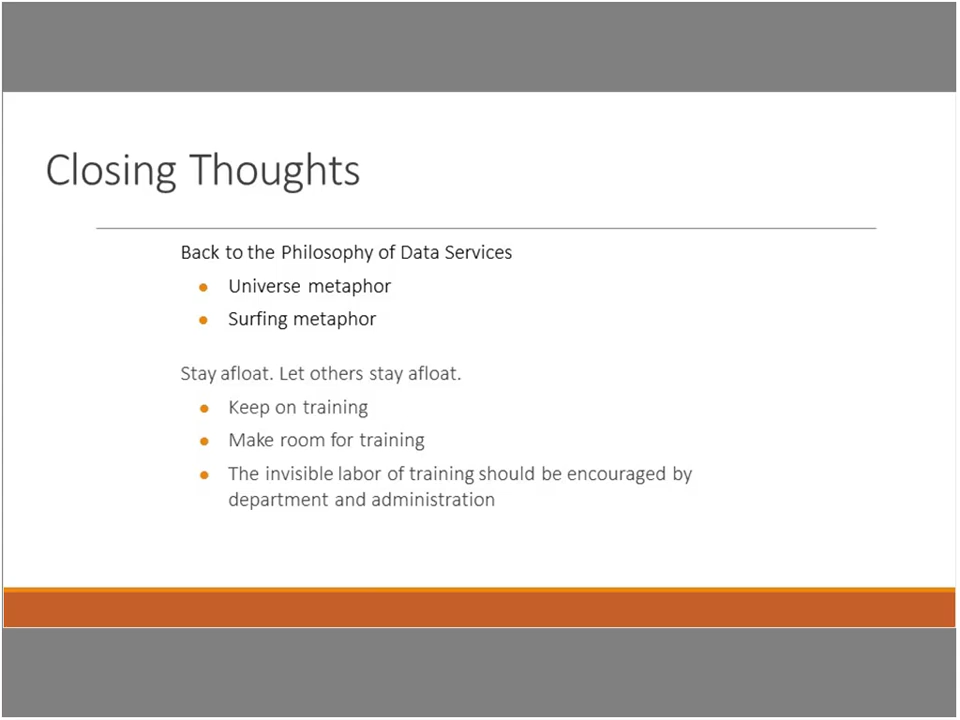 Closing Thoughts
Back to the Philosophy of Data Services
Universe metaphor
Surfing metaphor
Stay afloat. Let others stay afloat.
Keep on training
Make room for training
The invisible labor of training should be encouraged by
department and administration